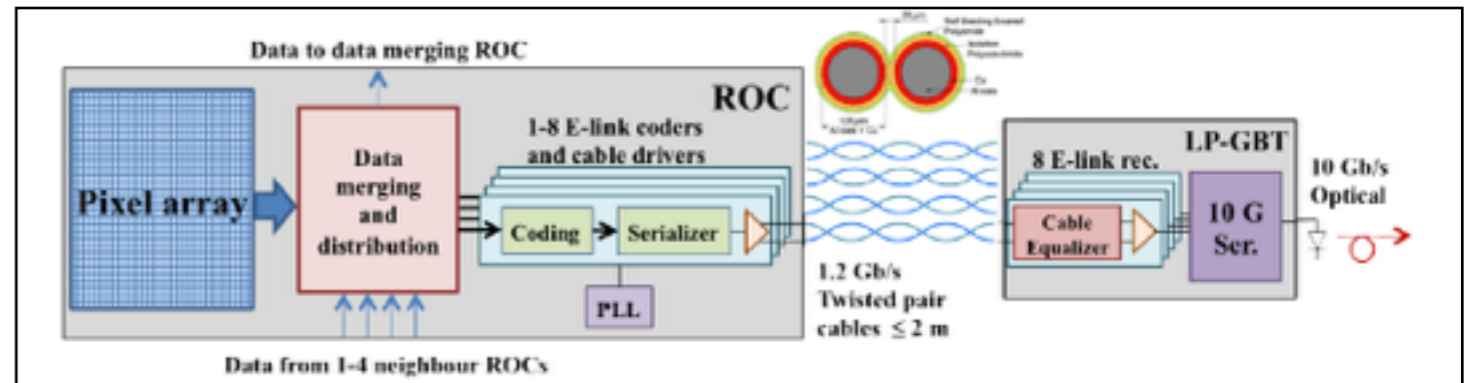 Data to data merging ROC
ROC
1-8 E-link coders
and cable drivers
Pixel array
Data
merging
and
distribution
Coding
Serializer
PLL
Data from 1-4 neighbour ROCs
1.2 Gb/s
Twisted pair
cables ≤ 2 m
LP-GBT
8 E-link rec.
Cable
Equalizer
10 G
Ser.
10 Gb/s
Optical